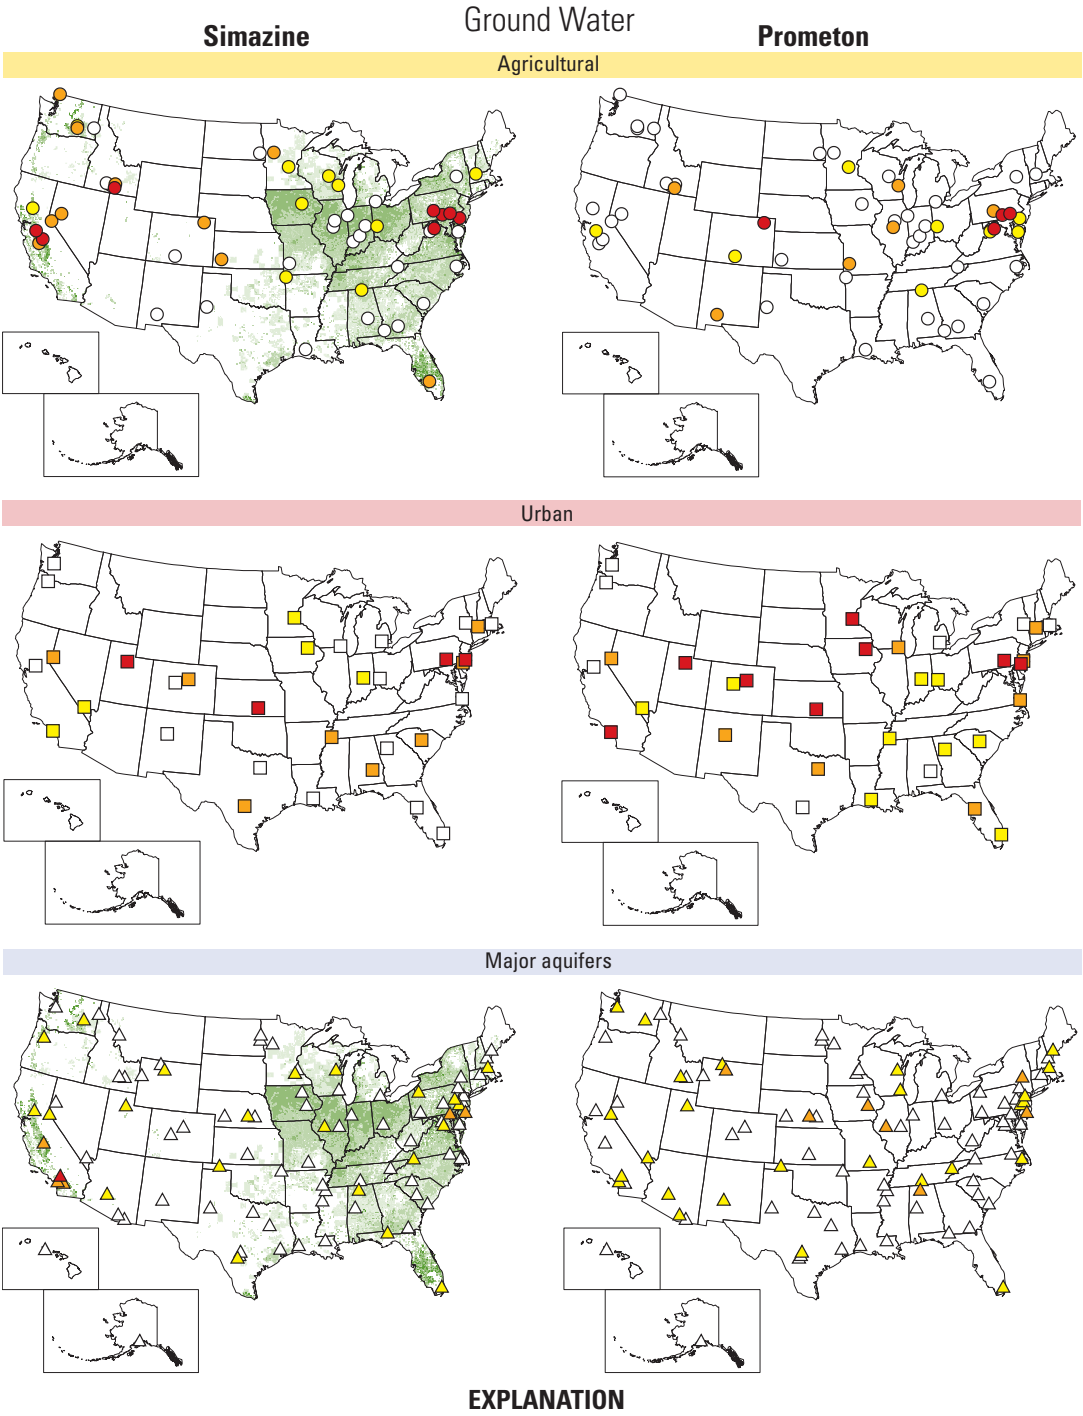 Ground Water
Simazine
Prometon
Agricultural
Urban
Major aquifers
EXPLANATION